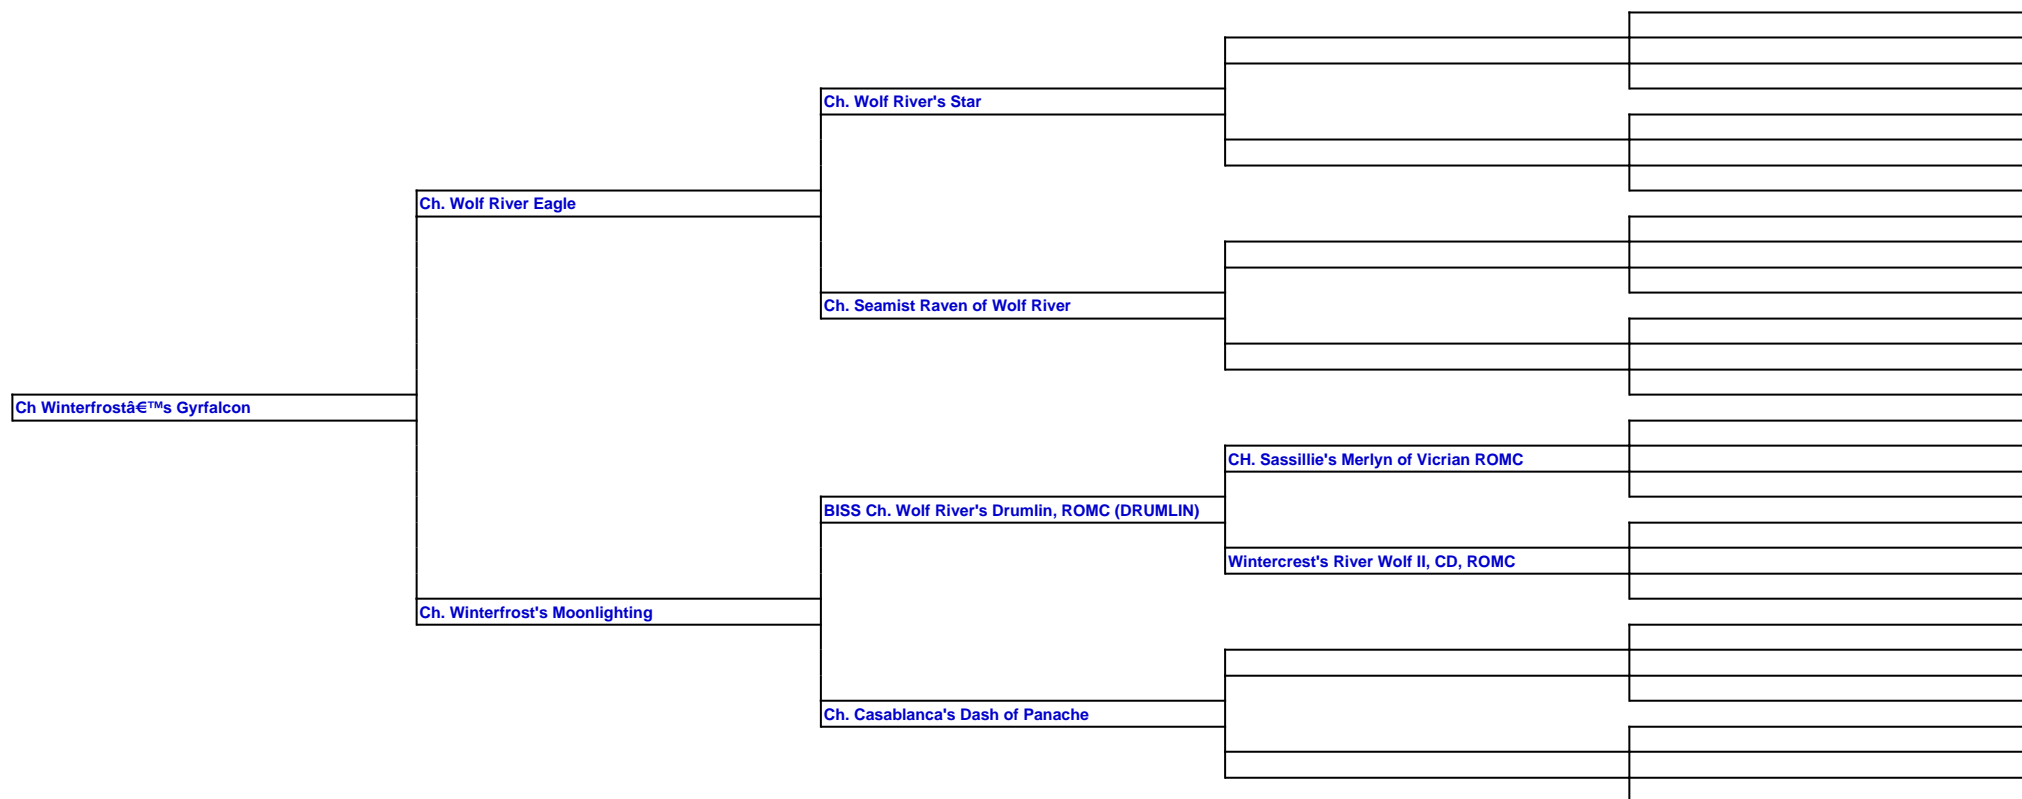 Ch. Wolf River's Star
Ch. Wolf River Eagle
Ch. Seamist Raven of Wolf River
Ch Winterfrostâ€™s Gyrfalcon
CH. Sassillie's Merlyn of Vicrian ROMC
BISS Ch. Wolf River's Drumlin, ROMC (DRUMLIN)
Wintercrest's River Wolf II, CD, ROMC
Ch. Winterfrost's Moonlighting
Ch. Casablanca's Dash of Panache